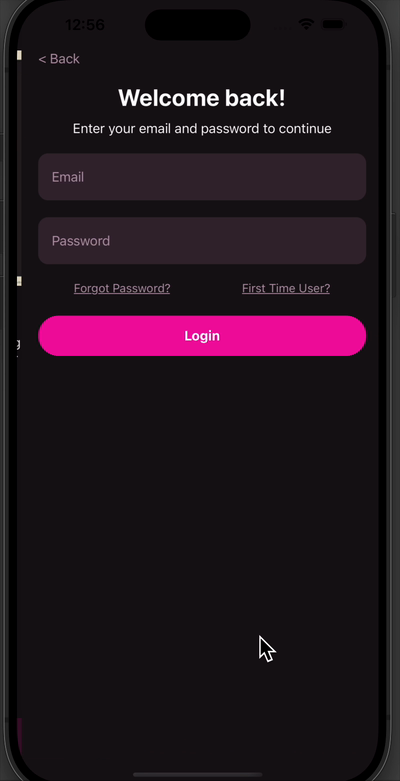 12:56
< Back
Welcome back!
Enter your email and password to continue
Email
Password
Forgot Password?
First Time User?
Login